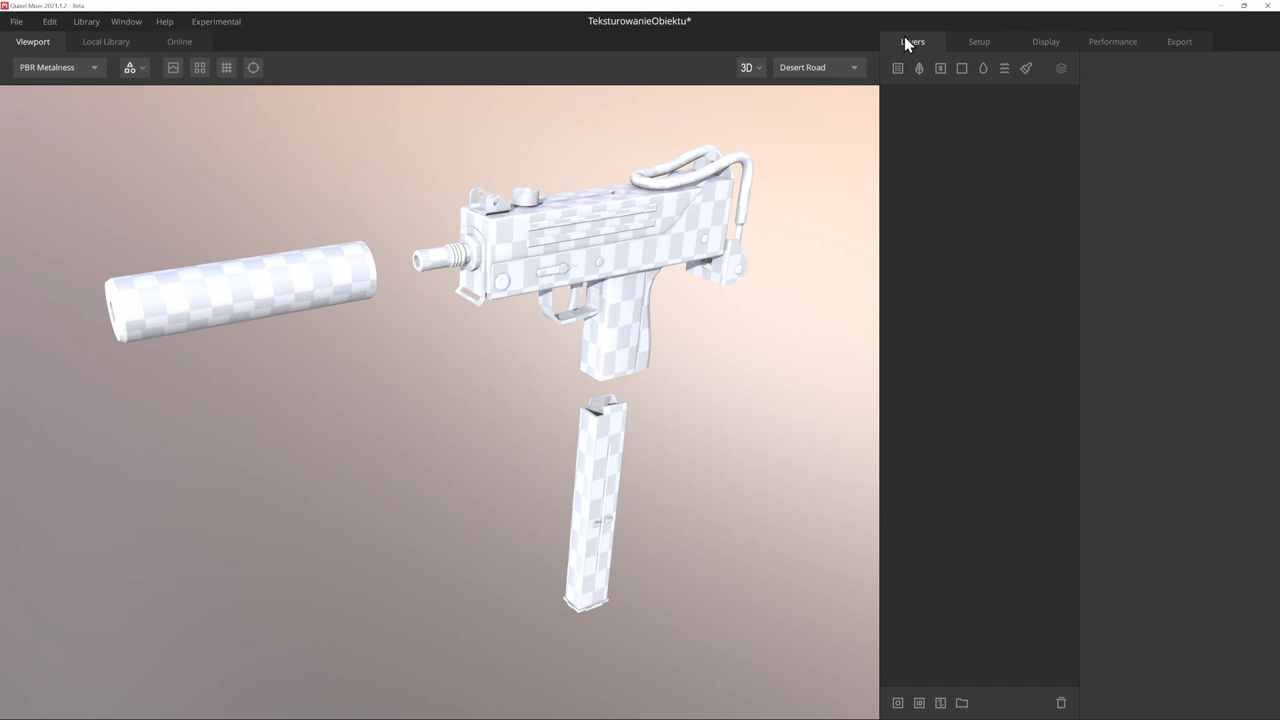 Quixel Mixer 2021.1.2 - Beta
File Edit Library Window Help Experimental
TeksturowanieObiektu*
Viewport Local Library Online
Layers Setup Display Performance Export
PBR Metalness
3D
Desert Road